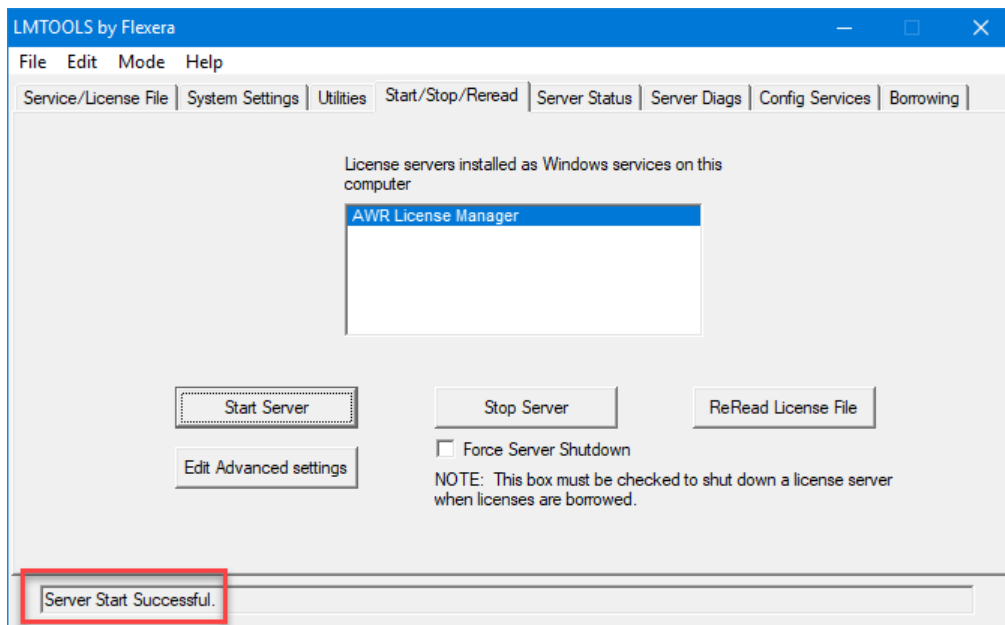 LMTOOLS by Flexera
File Edit Mode Help
Service/License File System Settings Utilities Start/Stop/Reread Server Status Server Diags Config Services Borrowing
License servers installed as Windows services on this
computer
AWR License Manager
Start Server Stop Server ReRead License File
Edit Advanced settings
Force Server Shutdown
NOTE: This box must be checked to shut down a license server
when licenses are borrowed.
Server Start Successful.